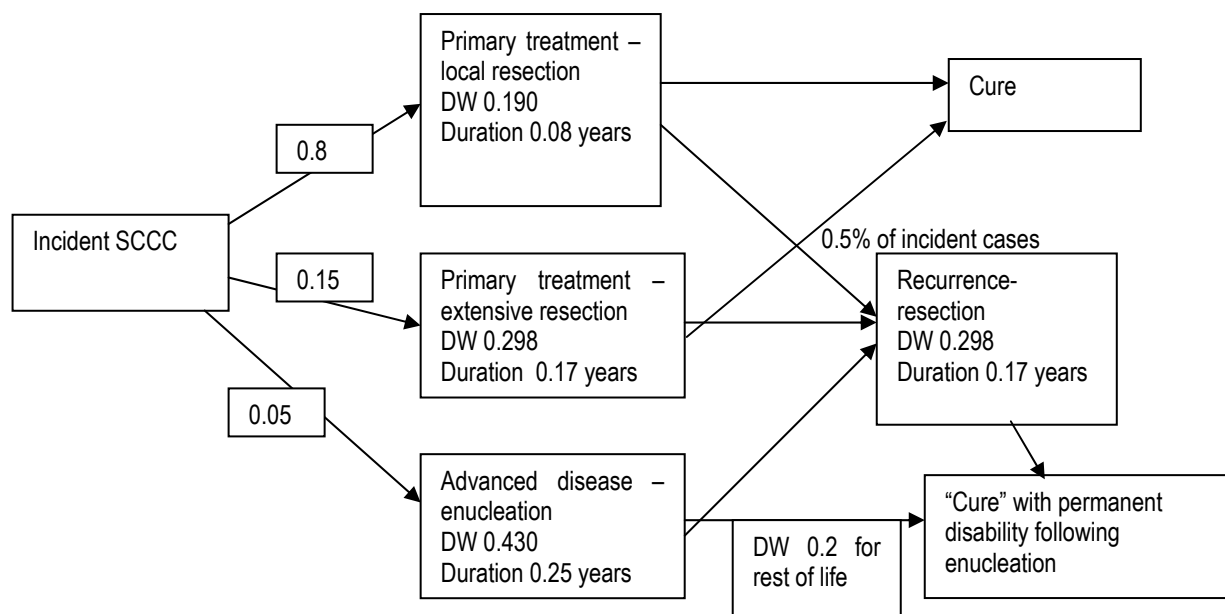 Incident SCCC
0.8
0.15
0.05
Primary treatment –
local resection
DW 0.190
Duration 0.08 years
Primary treatment –
extensive resection
DW 0.298
Duration 0.17 years
Advanced disease –
enucleation
DW 0.430
Duration 0.25 years
Cure
0.5% of incident cases
Recurrence-
resection
DW 0.298
Duration 0.17 years
DW 0.2 for
rest of life
“Cure” with permanent
disability following
enucleation